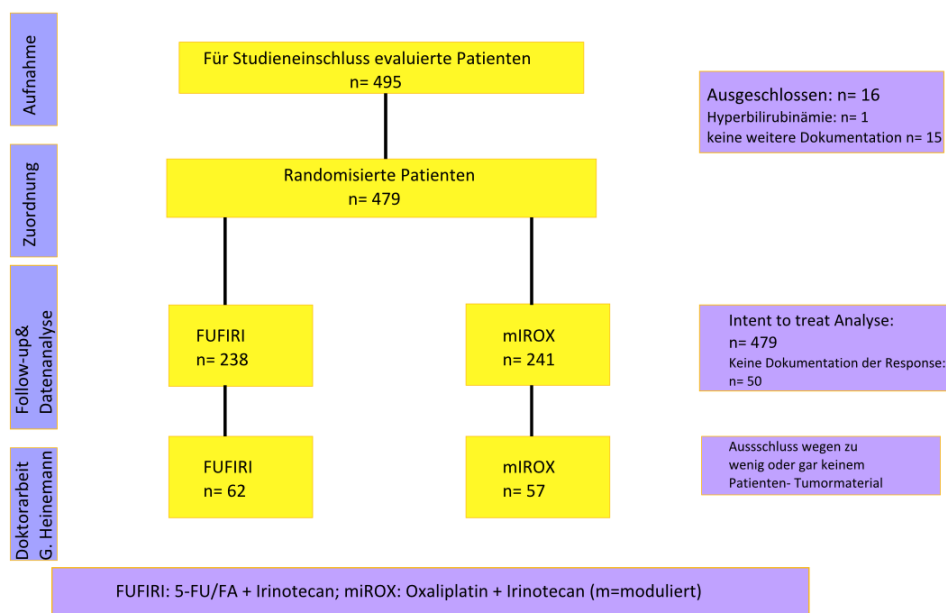 Aufnahme
Für Studieneinschluss evaluierte Patienten
n= 495
Ausgeschlossen: n= 16
Hyperbilirubinämie: n= 1
keine weitere Dokumentation n= 15
Zuordnung
Randomisierte Patienten
n= 479
Follow-up&
Datenanalyse
FUFIRI
n= 238
mIROX
n= 241
Intent to treat Analyse:
n= 479
Keine Dokumentation der Response:
n= 50
Doktorarbeit
G. Heinemann
FUFIRI
n= 62
mIROX
n= 57
Aussschluss wegen zu
wenig oder gar keinem
Patienten- Tumormaterial
FUFIRI: 5-FU/FA + Irinotecan; miROX: Oxaliplatin + Irinotecan (m=moduliert)